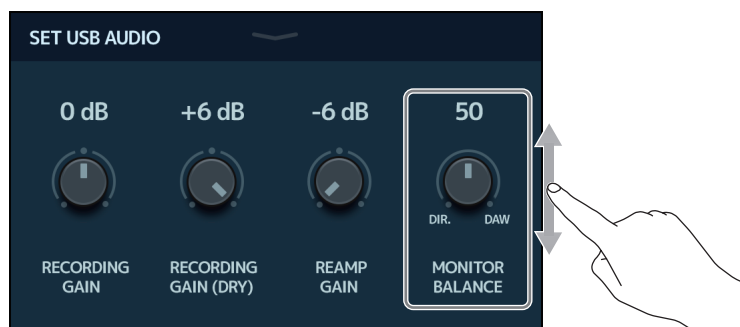 SET USB AUDIO
0 dB
+6 dB
-6 dB
50
DIR.
DAW
RECORDING
GAIN
RECORDING
GAIN (DRY)
REAMP
GAIN
MONITOR
BALANCE